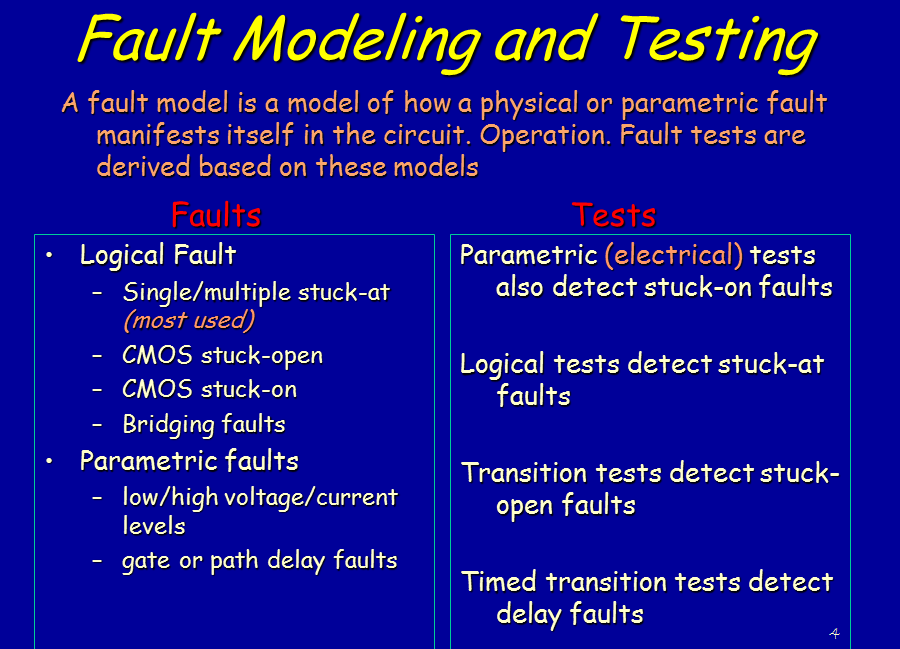 Fault Modeling and Testing
A fault model is a model of how a physical or parametric fault
manifests itself in the circuit. Operation. Fault tests are
derived based on these models
Faults
• Logical Fault
– Single/multiple stuck-at
(most used)
– CMOS stuck-open
– CMOS stuck-on
– Bridging faults
• Parametric faults
– low/high voltage/current
levels
– gate or path delay faults
Tests
Parametric (electrical) tests
also detect stuck-on faults
Logical tests detect stuck-at
faults
Transition tests detect stuck-
open faults
Timed transition tests detect
delay faults
4